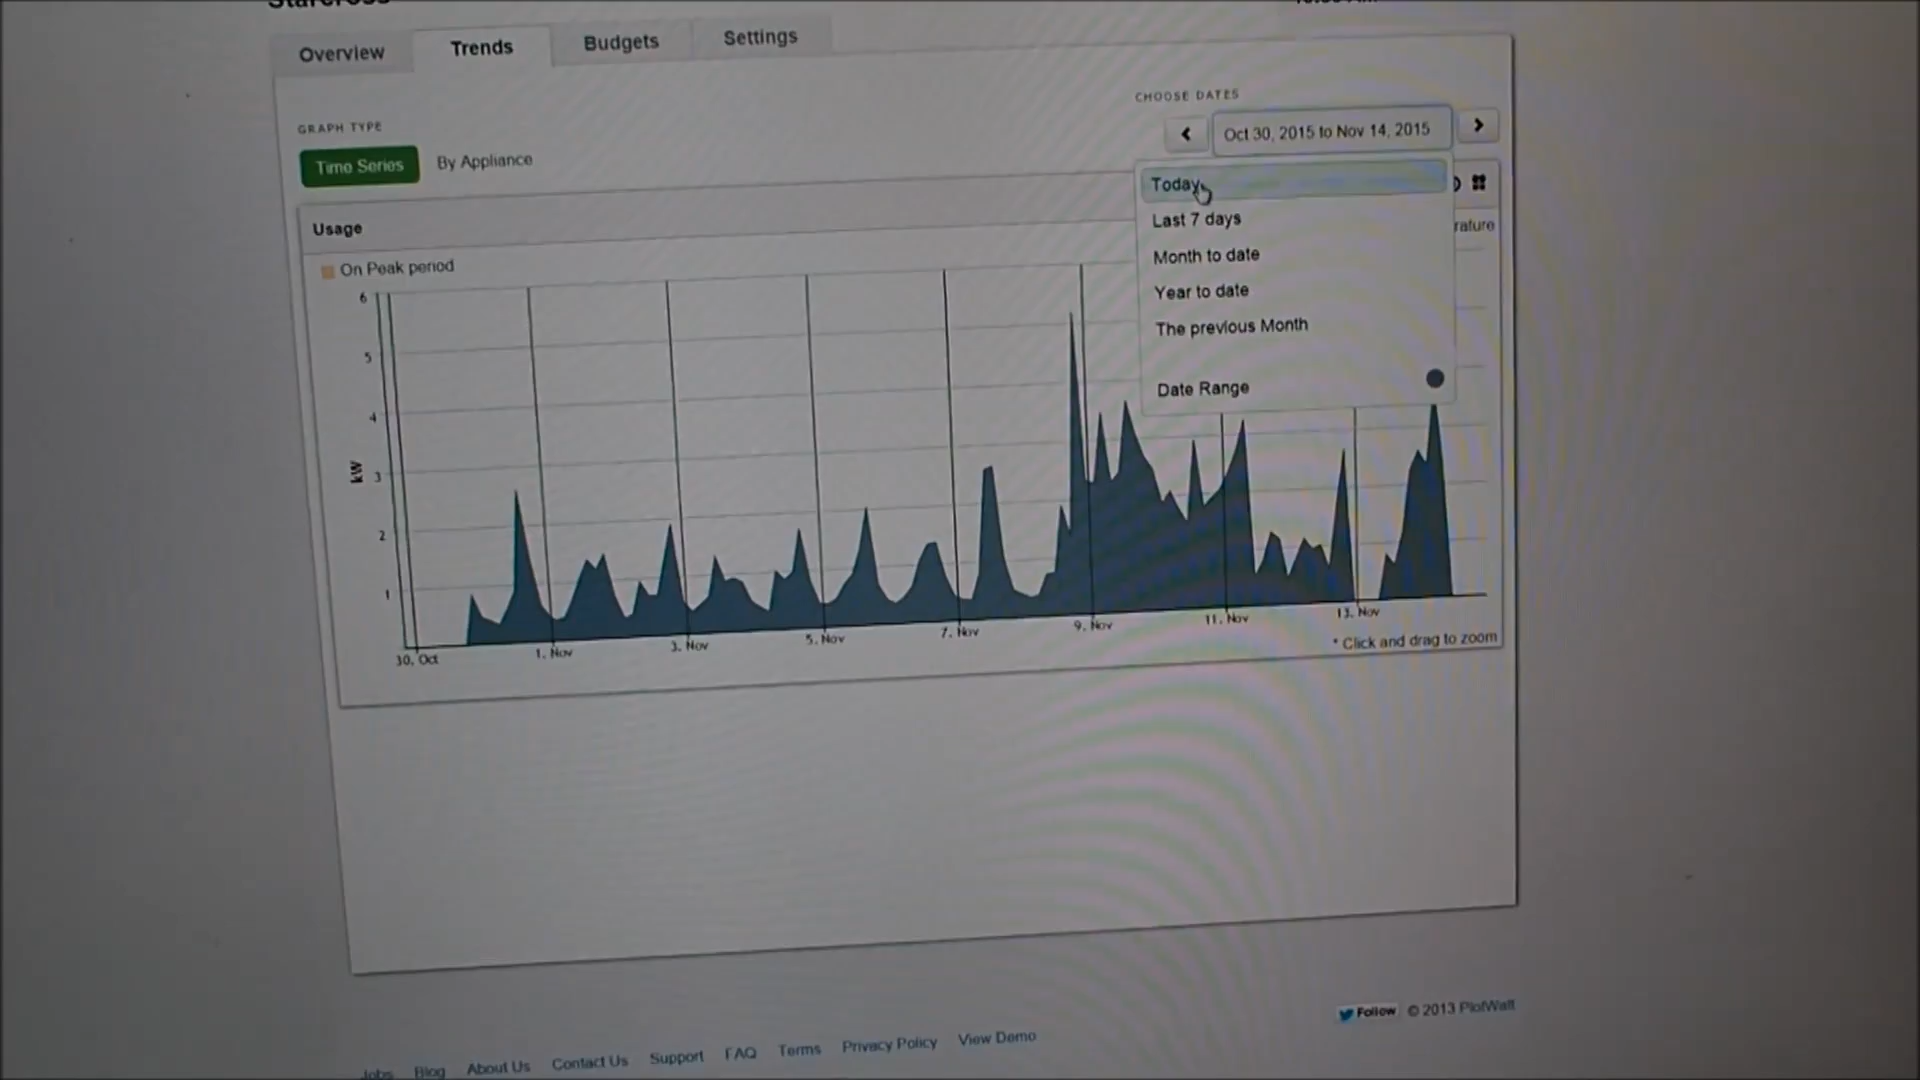 Overview Trends Budgets Settings
CHOOSE DATES
Oct 30, 2015 to Nov 14, 2015
GRAPH TYPE
Time Series By Appliance
Today
Last 7 days
Month to date
Year to date
The previous Month
Date Range
rature
Usage
On Peak period
6
5
4
kW
3
2
1
30. Oct 1. Nov 3. Nov 5. Nov 7. Nov 9. Nov 11. Nov 13. Nov
* Click and drag to zoom
Follow © 2013 PlotWatt
Jobs Blog About Us Contact Us Support FAQ Terms Privacy Policy View Demo